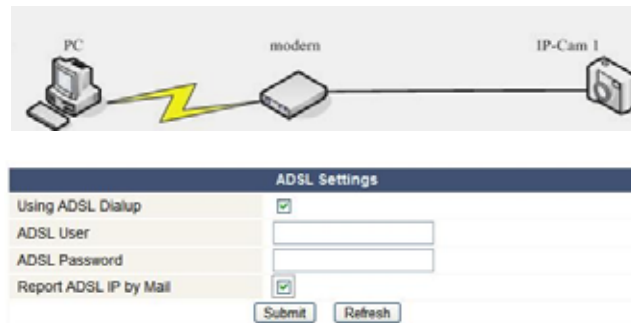 PC modern IP-Cam 1
ADSL Settings
Using ADSL Dialup
ADSL User
ADSL Password
Report ADSL IP by Mail
Submit Refresh